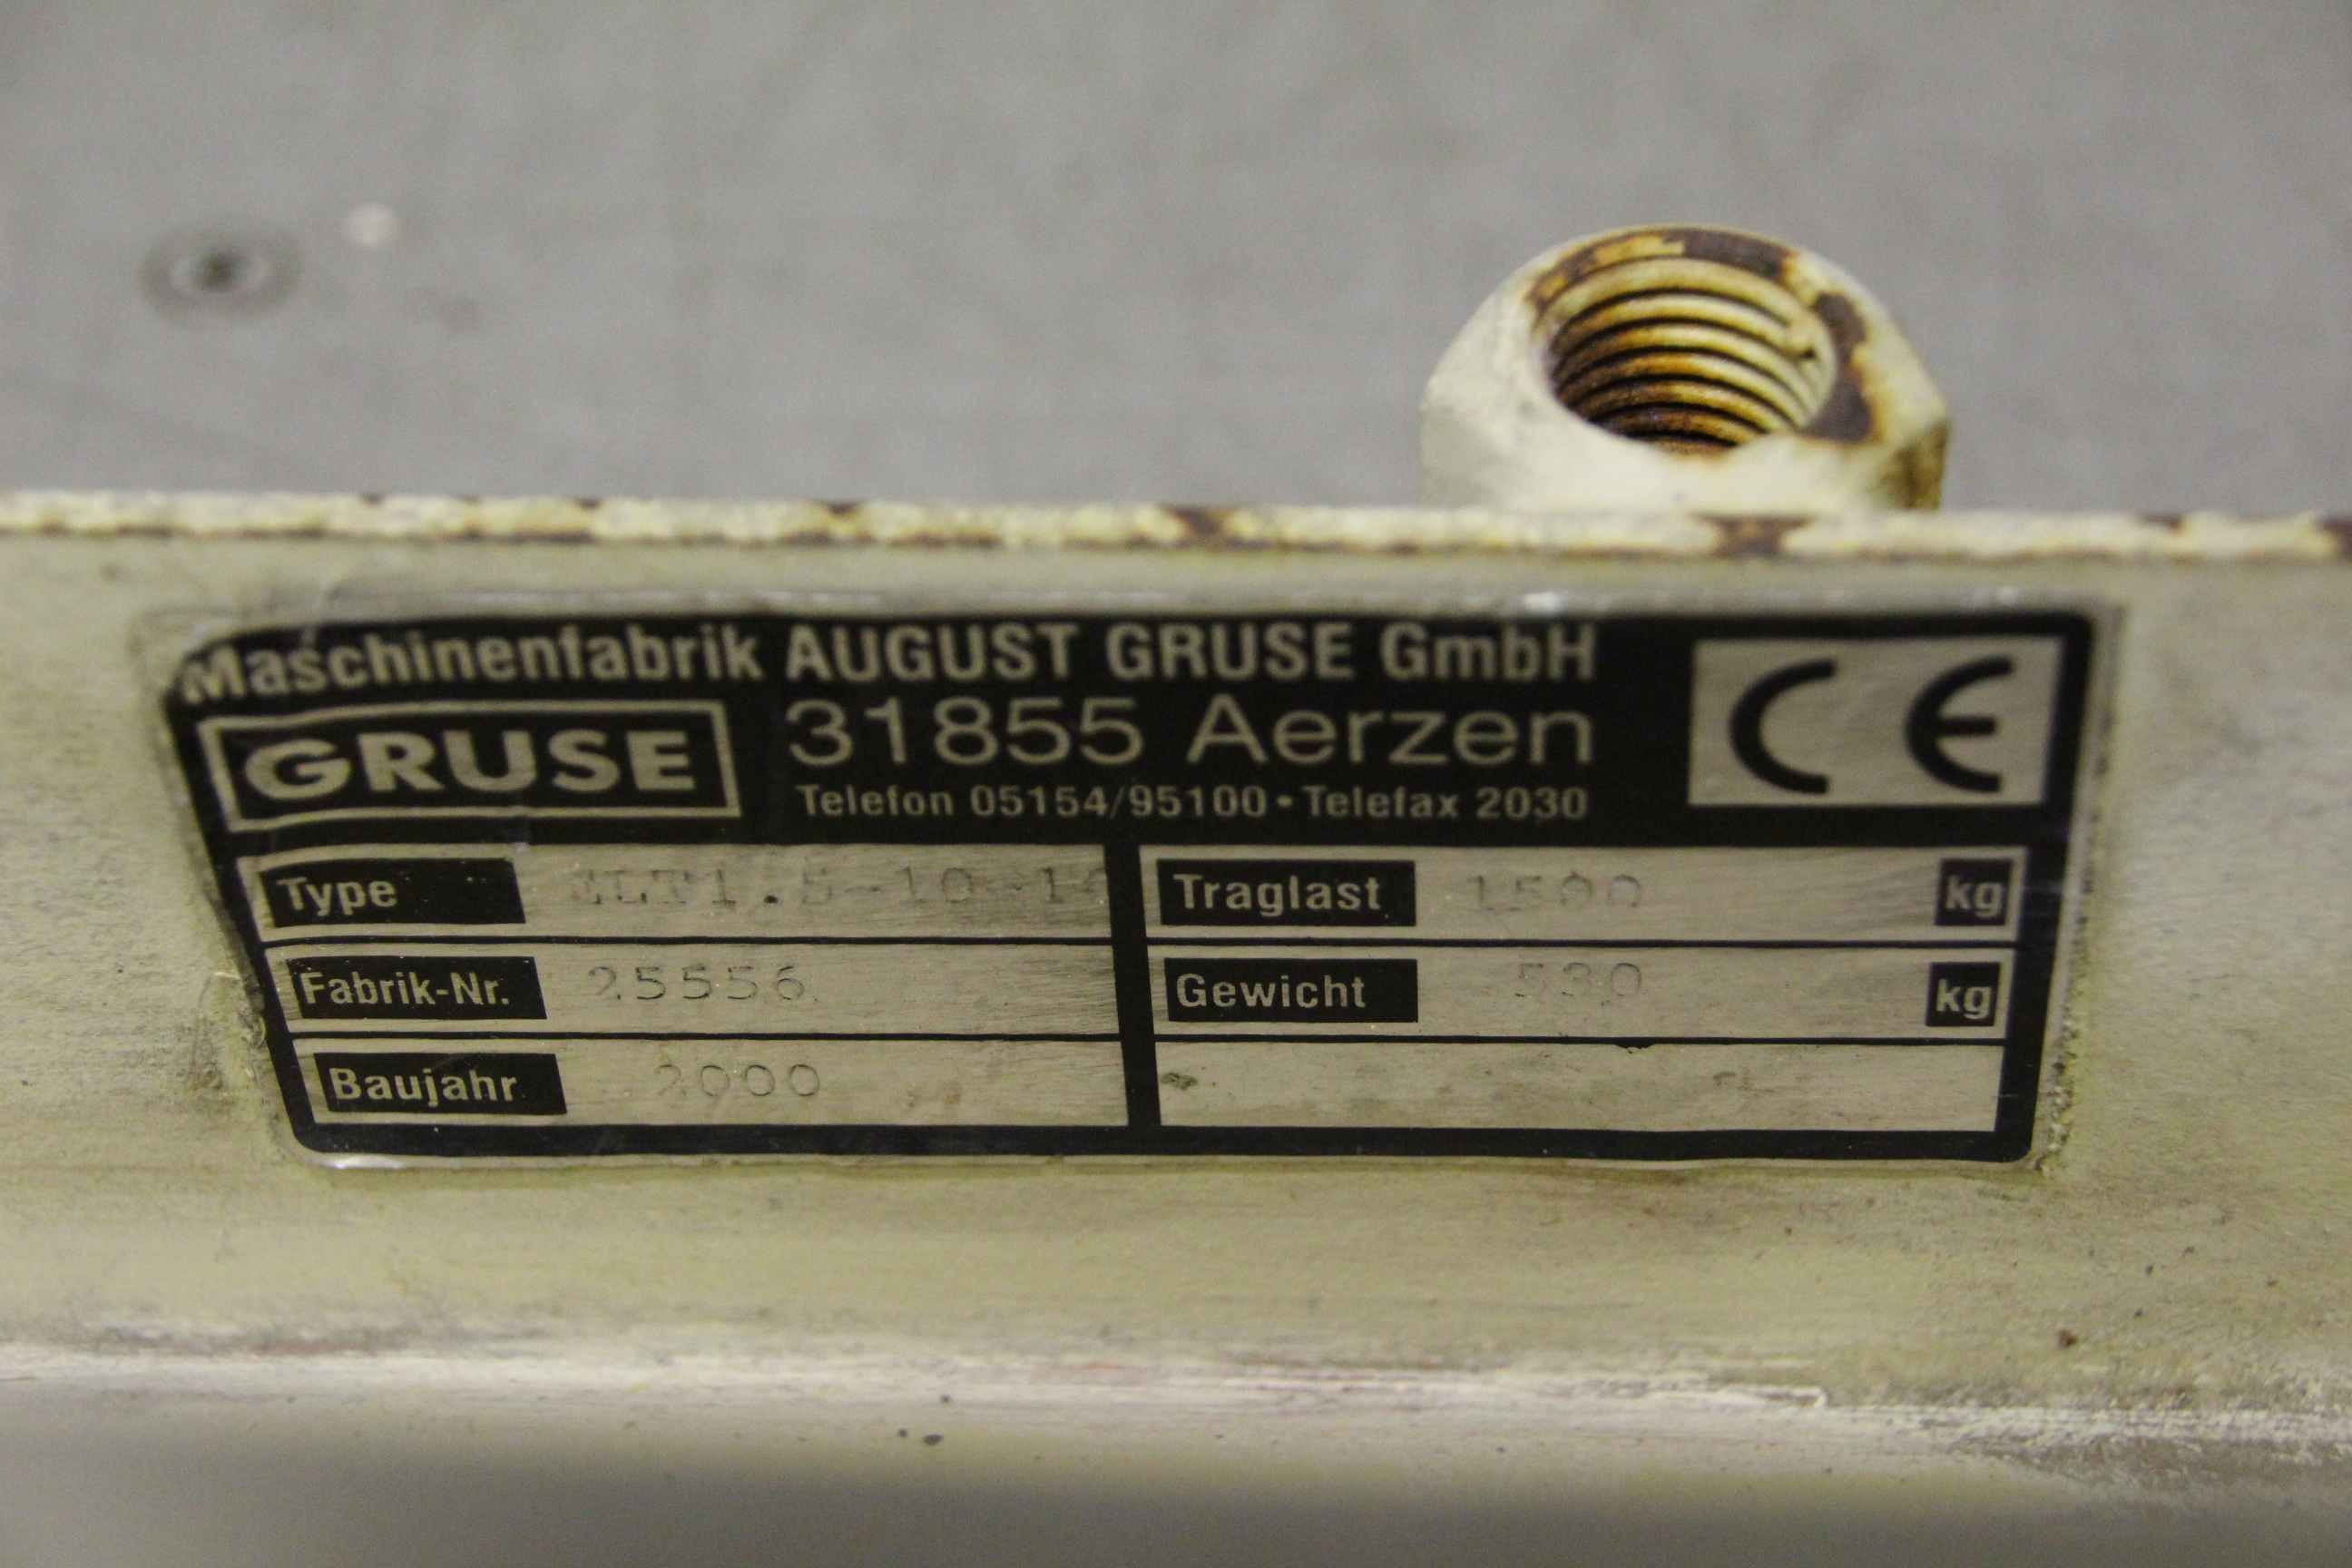 Maschinenfabrik AUGUST GRUSE GmbH
GRUSE
31855 Aerzen
Telefon 05154/95100 • Telefax 2030
CE
Type
Traglast 1500 kg
Fabrik-Nr. 25556
Gewicht 530 kg
Baujahr 2000